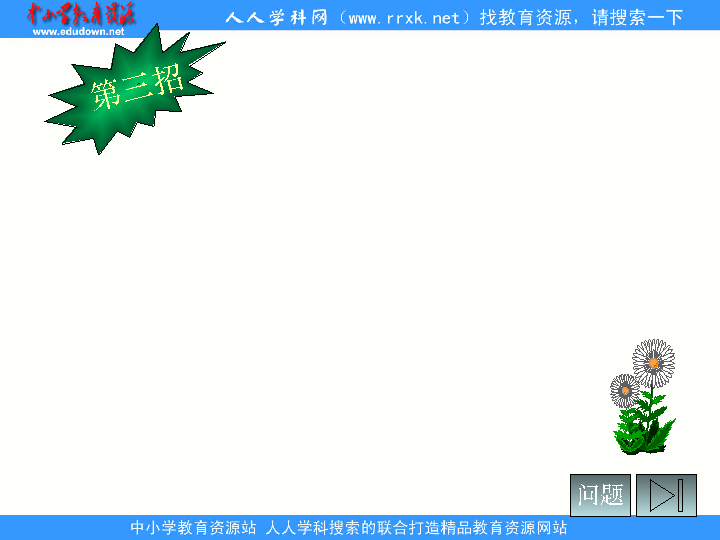 中小学教育资源
www.edudown.net
人人学科网（www.rrxk.net）找教育资源，请搜索一下
第三招
问题
中小学教育资源站 人人学科搜索的联合打造精品教育资源网站